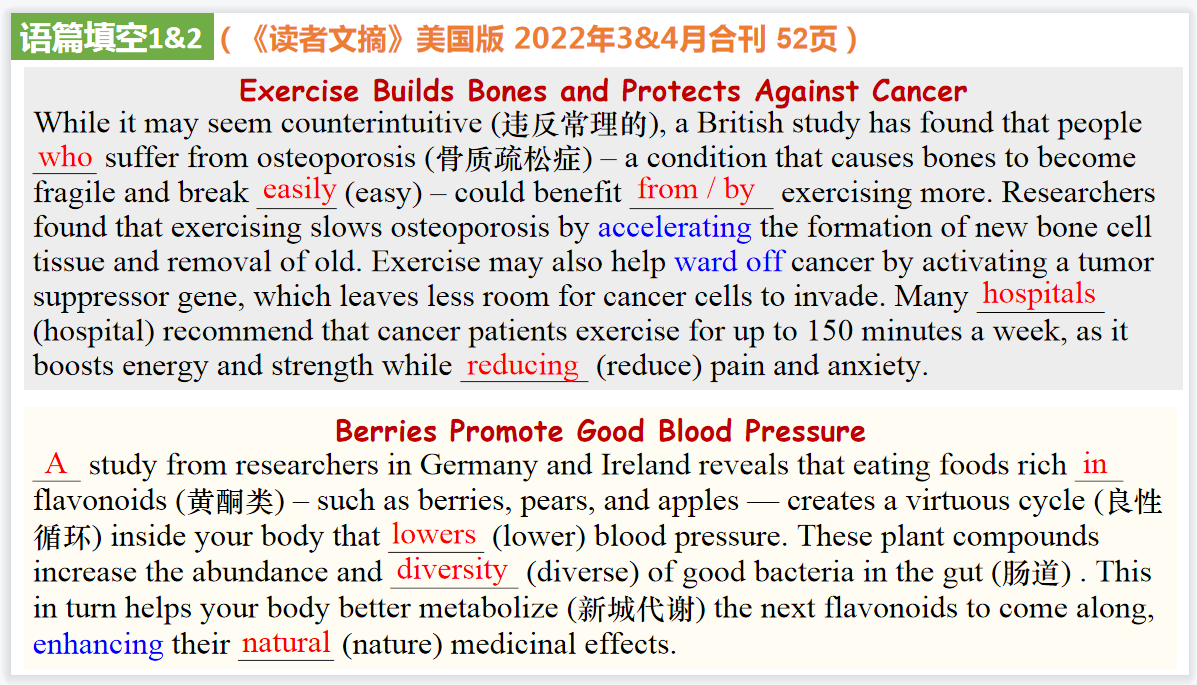 语篇填空1&2 (《读者文摘》美国版 2022年3&4月合刊 52页)
Exercise Builds Bones and Protects Against Cancer
While it may seem counterintuitive (违反常理的), a British study has found that people
who suffer from osteoporosis (骨质疏松症) – a condition that causes bones to become
fragile and break easily (easy) – could benefit from / by exercising more. Researchers
found that exercising slows osteoporosis by accelerating the formation of new bone cell
tissue and removal of old. Exercise may also help ward off cancer by activating a tumor
suppressor gene, which leaves less room for cancer cells to invade. Many hospitals
(hospital) recommend that cancer patients exercise for up to 150 minutes a week, as it
boosts energy and strength while reducing (reduce) pain and anxiety.
Berries Promote Good Blood Pressure
A study from researchers in Germany and Ireland reveals that eating foods rich in
flavonoids (黄酮类) – such as berries, pears, and apples — creates a virtuous cycle (良性
循环) inside your body that lowers (lower) blood pressure. These plant compounds
increase the abundance and diversity (diverse) of good bacteria in the gut (肠道) . This
in turn helps your body better metabolize (新城代谢) the next flavonoids to come along,
enhancing their natural (nature) medicinal effects.